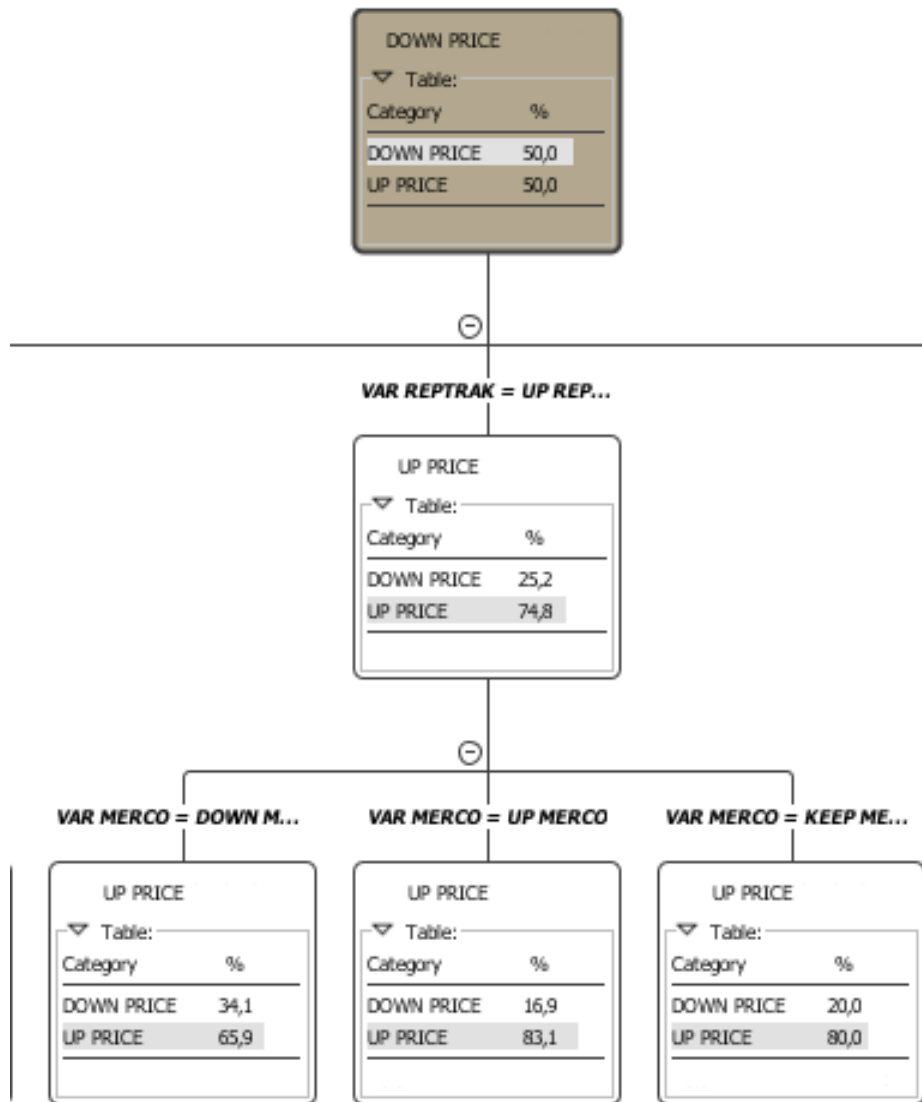 DOWN PRICE
Table:
Category %
DOWN PRICE 50,0
UP PRICE 50,0
VAR REPTRAK = UP REP...
UP PRICE
Table:
Category %
DOWN PRICE 25,2
UP PRICE 74,8
VAR MERCO = DOWN M...
VAR MERCO = UP MERCO
VAR MERCO = KEEP ME...
UP PRICE
Table:
Category %
DOWN PRICE 34,1
UP PRICE 65,9
UP PRICE
Table:
Category %
DOWN PRICE 16,9
UP PRICE 83,1
UP PRICE
Table:
Category %
DOWN PRICE 20,0
UP PRICE 80,0